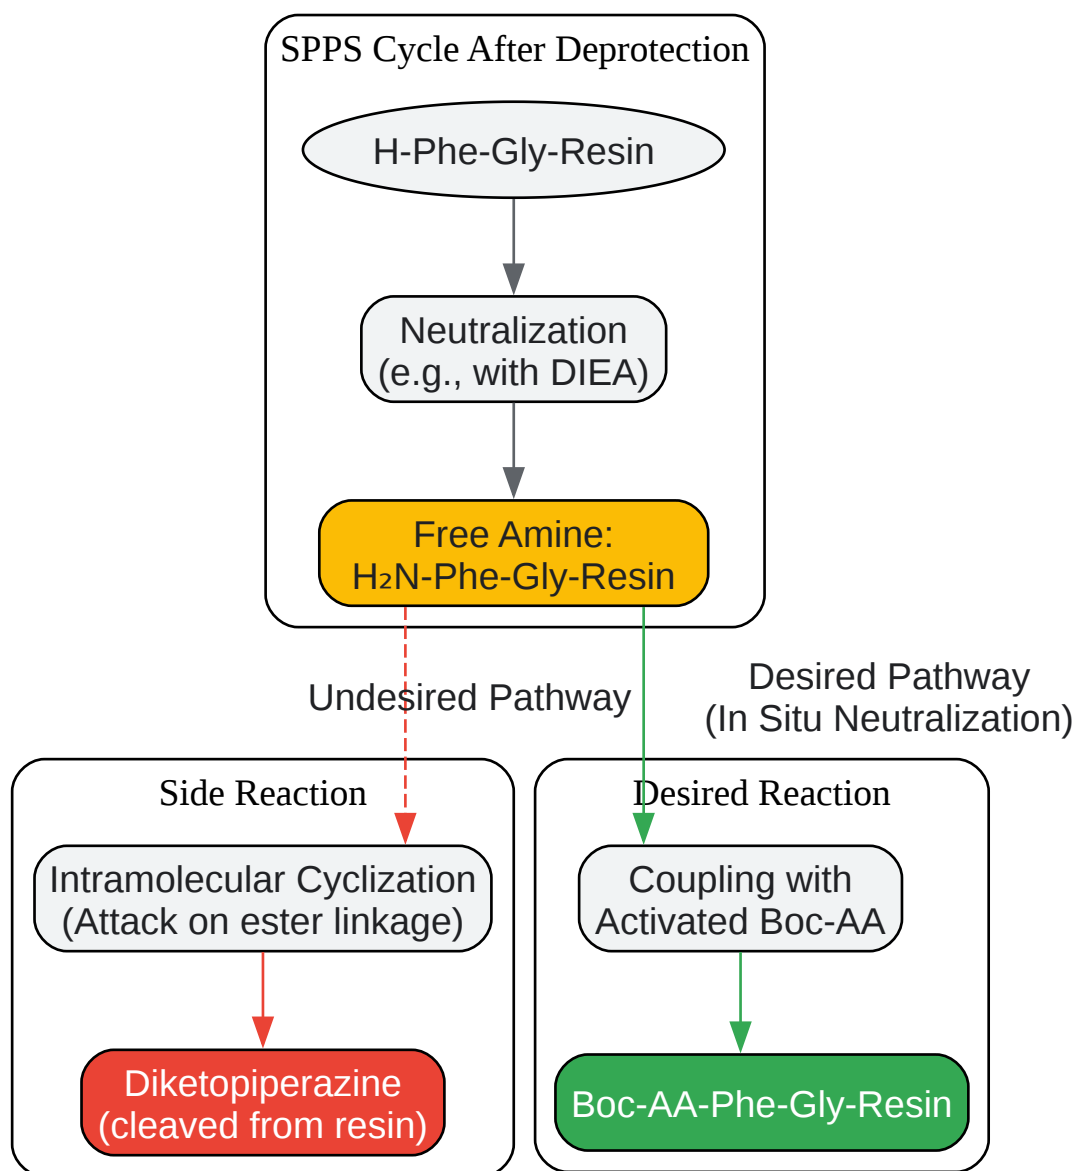 SPPS Cycle After Deprotection
H-Phe-Gly-Resin
Neutralization
(e.g., with DIEA)
Free Amine:
H₂N-Phe-Gly-Resin
Undesired Pathway
Desired Pathway
(In Situ Neutralization)
Side Reaction
Intramolecular Cyclization
(Attack on ester linkage)
Diketopiperazine
(cleaved from resin)
Desired Reaction
Coupling with
Activated Boc-AA
Boc-AA-Phe-Gly-Resin